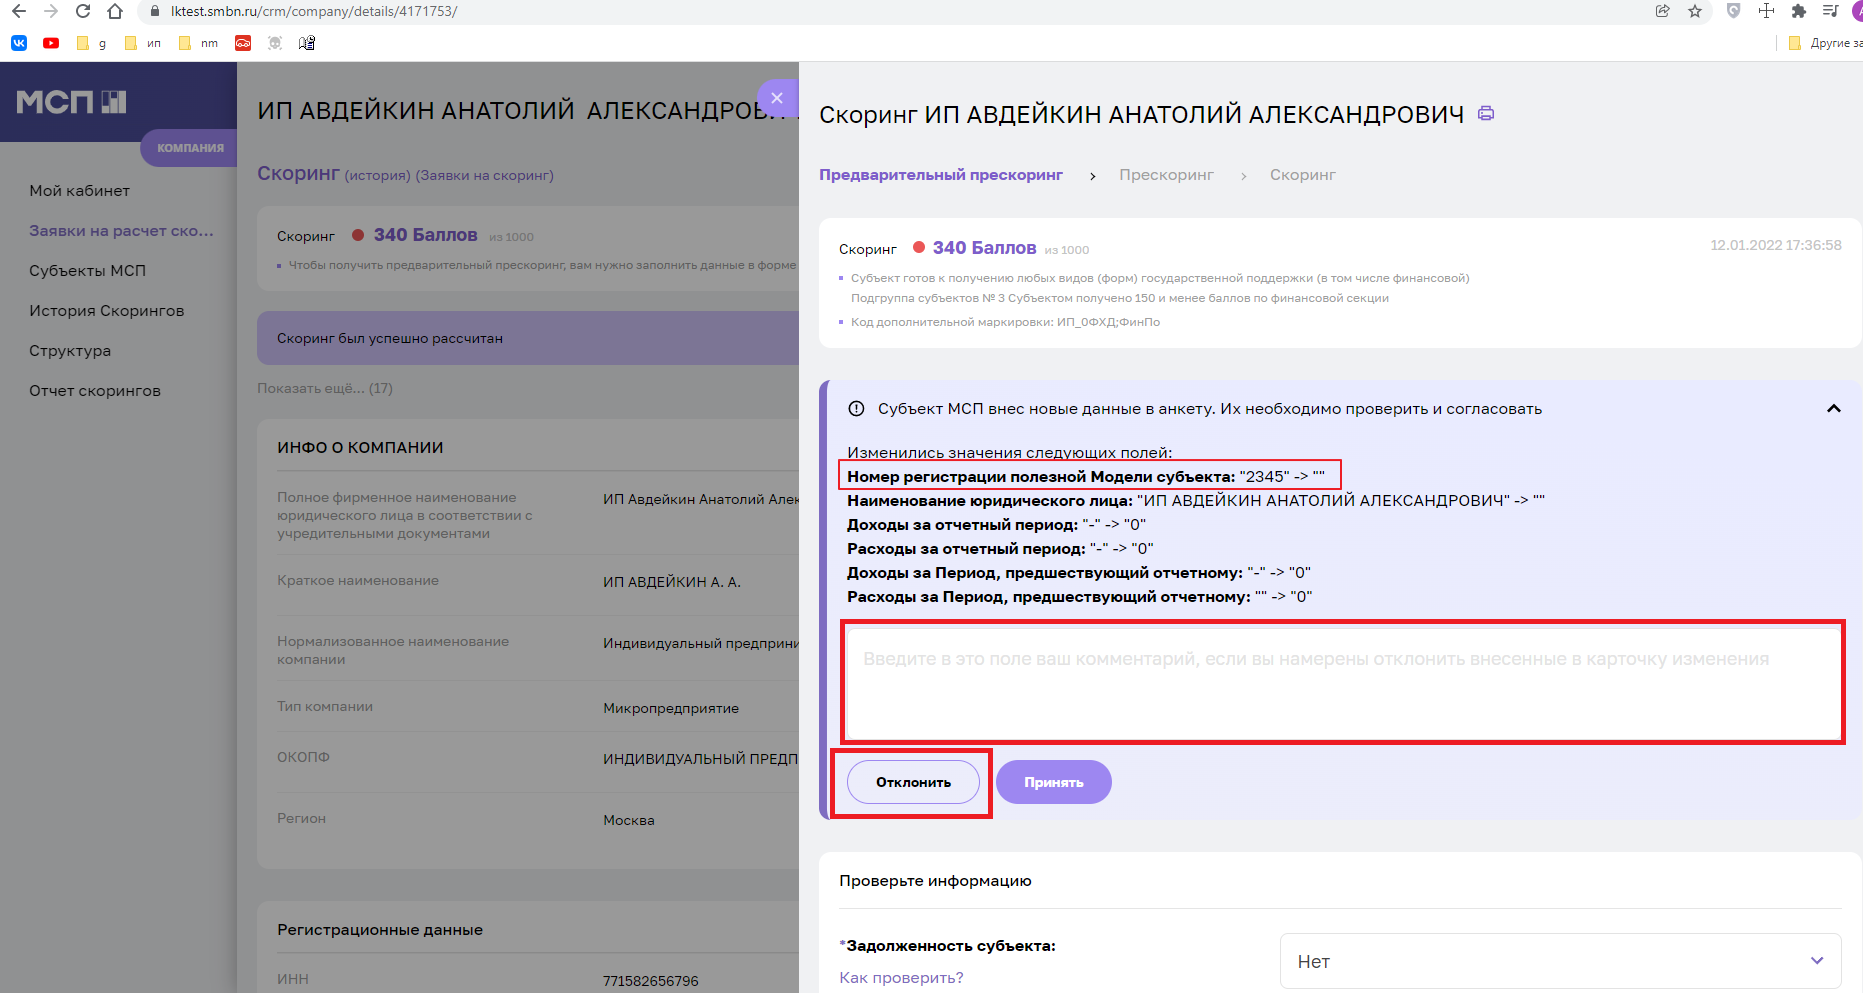 lktest.smbn.ru/crm/company/details/4171753/
g
ип
nm
Другие за
МСП
КОМПАНИЯ
Мой кабинет
Заявки на расчет ско...
Субъекты МСП
История Скорингов
Структура
Отчет скорингов
ИП АВДЕЙКИН АНАТОЛИЙ АЛЕКСАНДРОВИ
Скоринг (история) (Заявки на скоринг)
Скоринг 340 Баллов из 1000
Чтобы получить предварительный прескоринг, вам нужно заполнить данные в форме
Скоринг был успешно рассчитан
Показать ещё... (17)
ИНФО О КОМПАНИИ
Полное фирменное наименование
юридического лица в соответствии с
учредительными документами
ИП Авдейкин Анатолий Алек
Краткое наименование
ИП АВДЕЙКИН А. А.
Нормализованное наименование
компании
Индивидуальный предприни
Тип компании
Микропредприятие
ОКОПФ
ИНДИВИДУАЛЬНЫЙ ПРЕДП
Регион
Москва
Регистрационные данные
ИНН
771582656796
Скоринг ИП АВДЕЙКИН АНАТОЛИЙ АЛЕКСАНДРОВИЧ
Предварительный прескоринг > Прескоринг > Скоринг
Скоринг 340 Баллов из 1000
12.01.2022 17:36:58
Субъект готов к получению любых видов (форм) государственной поддержки (в том числе финансовой)
Подгруппа субъектов № 3 Субъектом получено 150 и менее баллов по финансовой секции
Код дополнительной маркировки: ИП_0ФХД;ФинПо
Субъект МСП внес новые данные в анкету. Их необходимо проверить и согласовать
Изменились значения следующих полей:
Номер регистрации полезной Модели субъекта: "2345" -> ""
Наименование юридического лица: "ИП АВДЕЙКИН АНАТОЛИЙ АЛЕКСАНДРОВИЧ" -> ""
Доходы за отчетный период: "-" -> "0"
Расходы за отчетный период: "-" -> "0"
Доходы за Период, предшествующий отчетному: "-" -> "0"
Расходы за Период, предшествующий отчетному: "" -> "0"
Введите в это поле ваш комментарий, если вы намерены отклонить внесенные в карточку изменения
Отклонить
Принять
Проверьте информацию
*Задолженность субъекта:
Как проверить?
Нет